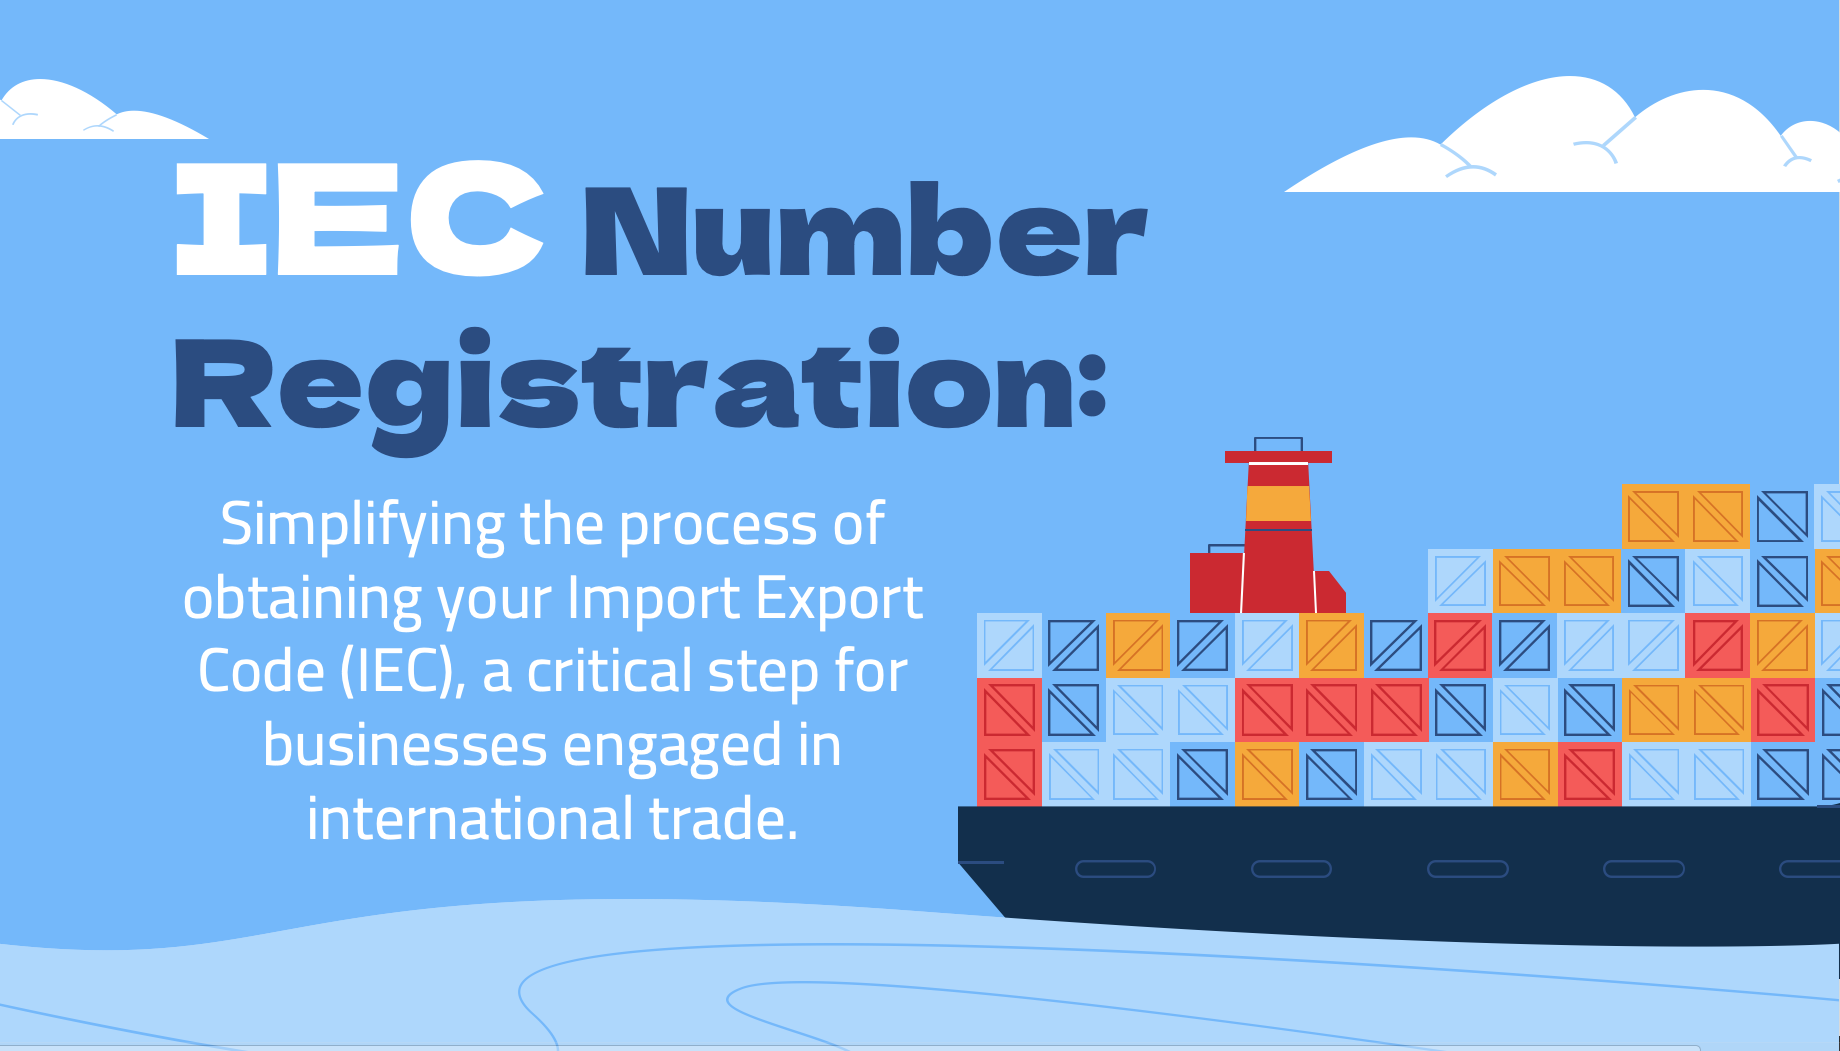 IEC Number
Registration:
Simplifying the process of
obtaining your Import Export
Code (IEC), a critical step for
businesses engaged in
international trade.